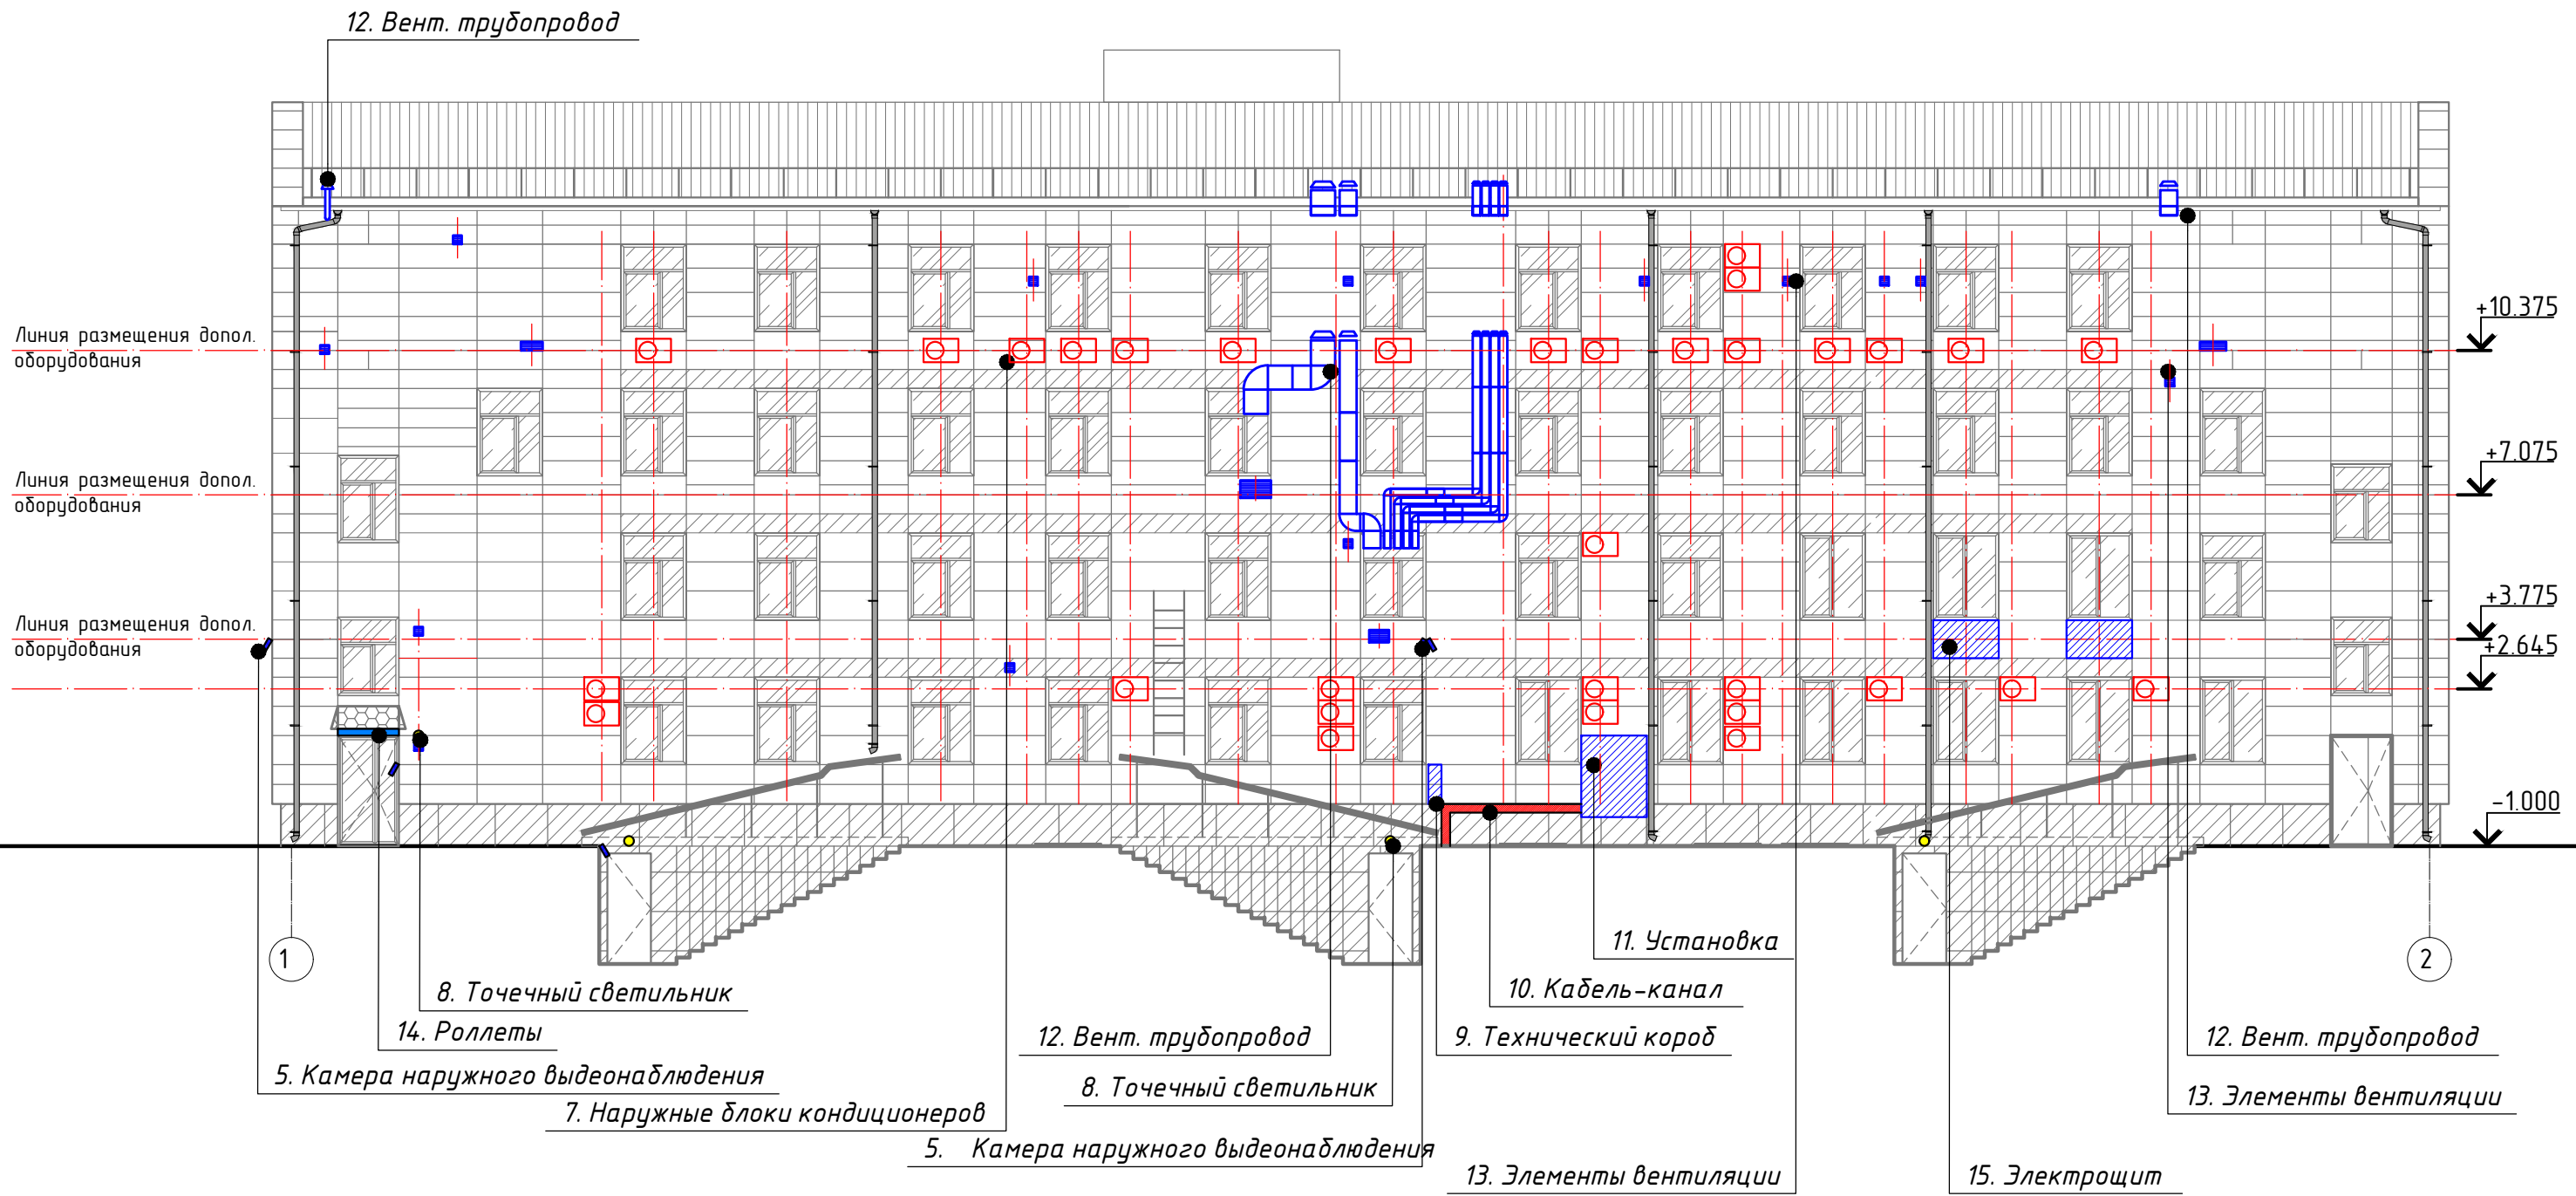 12. Вент. трубопровод
Линия размещения допол.
оборудования
+10.375
Линия размещения допол.
оборудования
+7.075
Линия размещения допол.
оборудования
+3.775
+2.645
-1.000
1
2
11. Установка
8. Точечный светильник
10. Кабель-канал
14. Роллеты
12. Вент. трубопровод
9. Технический короб
12. Вент. трубопровод
5. Камера наружного выдеонаблюдения
8. Точечный светильник
13. Элементы вентиляции
7. Наружные блоки кондиционеров
5. Камера наружного выдеонаблюдения
13. Элементы вентиляции
15. Электрощит